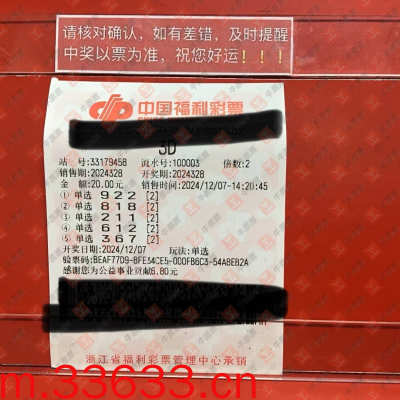 请核对确认，如有差错，及时提醒
中奖以票为准，祝您好运！！！
中国福利彩票
3D
站 号:33179458 流水号:100003 倍数:2
销售期:2024328 开奖期:2024328
金 额:20.00元 销售时间:2024/12/07-14:20:45
① 单选 9 2 2 [2]
② 单选 8 1 8 [2]
③ 单选 2 1 1 [2]
④ 单选 6 1 2 [2]
⑤ 单选 3 6 7 [2]
开奖日期:2024/12/07 玩法:单选
验票码:BEAF77D9-8FE34CE5-000FB6C3-54ABEB2A
感谢您为公益事业贡献6.80元
浙江省福利彩票管理中心承销
m.33633.cn